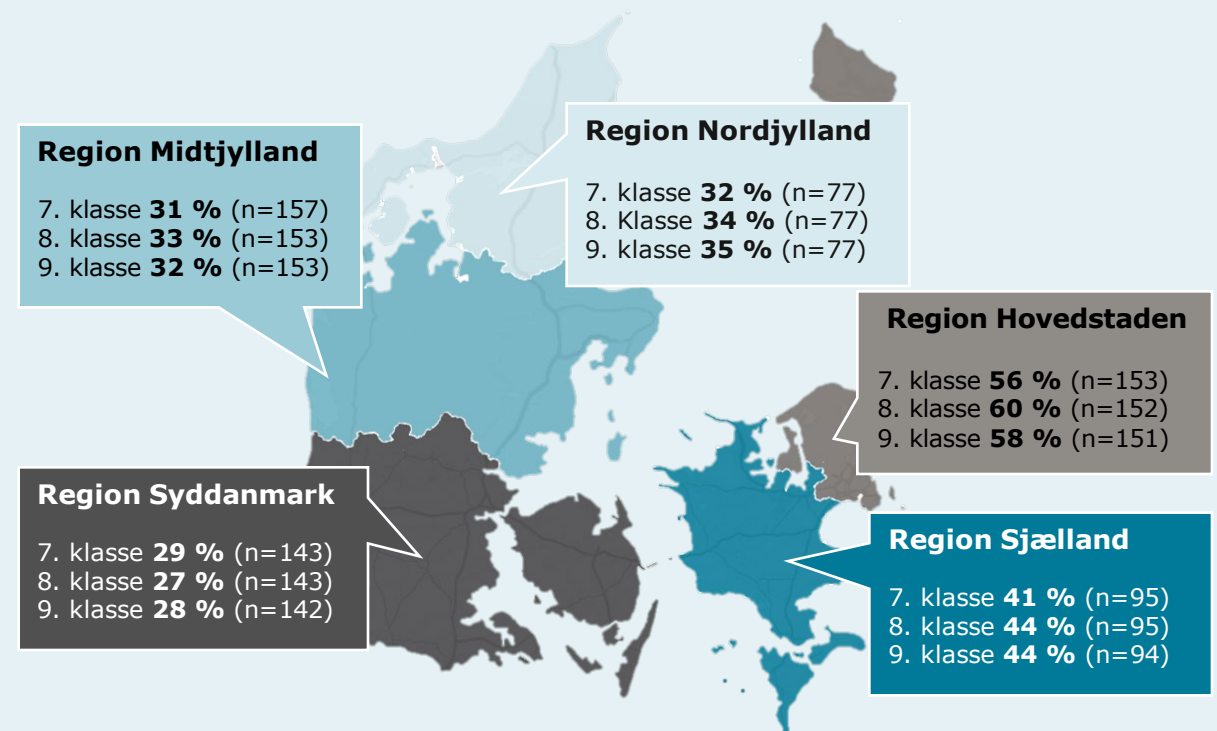 Region Midtjylland
7. klasse 31 % (n=157)
8. klasse 33 % (n=153)
9. klasse 32 % (n=153)
Region Nordjylland
7. klasse 32 % (n=77)
8. Klasse 34 % (n=77)
9. klasse 35 % (n=77)
Region Hovedstaden
7. klasse 56 % (n=153)
8. klasse 60 % (n=152)
9. klasse 58 % (n=151)
Region Syddanmark
7. klasse 29 % (n=143)
8. klasse 27 % (n=143)
9. klasse 28 % (n=142)
Region Sjælland
7. klasse 41 % (n=95)
8. klasse 44 % (n=95)
9. klasse 44 % (n=94)